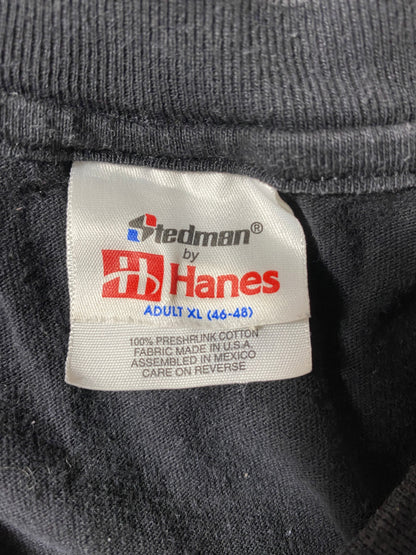 Stedman®
by
Hanes
ADULT XL (46-48)
100% PRESHRUNK COTTON
FABRIC MADE IN U.S.A.
ASSEMBLED IN MEXICO
CARE ON REVERSE